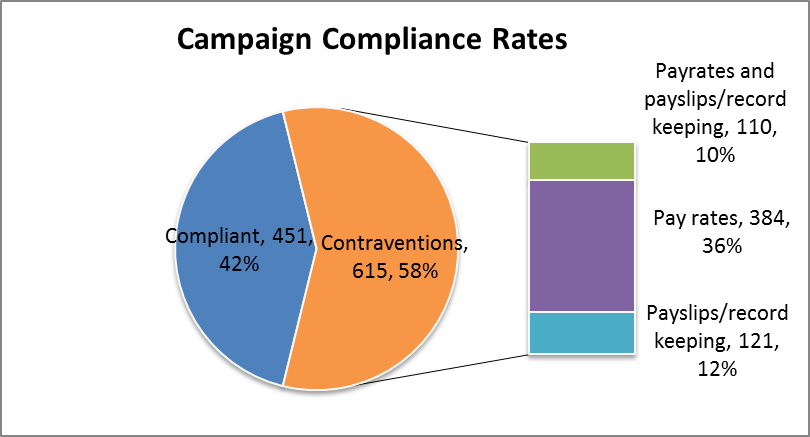 Campaign Compliance Rates
Compliant, 451,
42%
Contraventions,
615, 58%
Payrates and
payslips/record
keeping, 110,
10%
Pay rates, 384,
36%
Payslips/record
keeping, 121,
12%